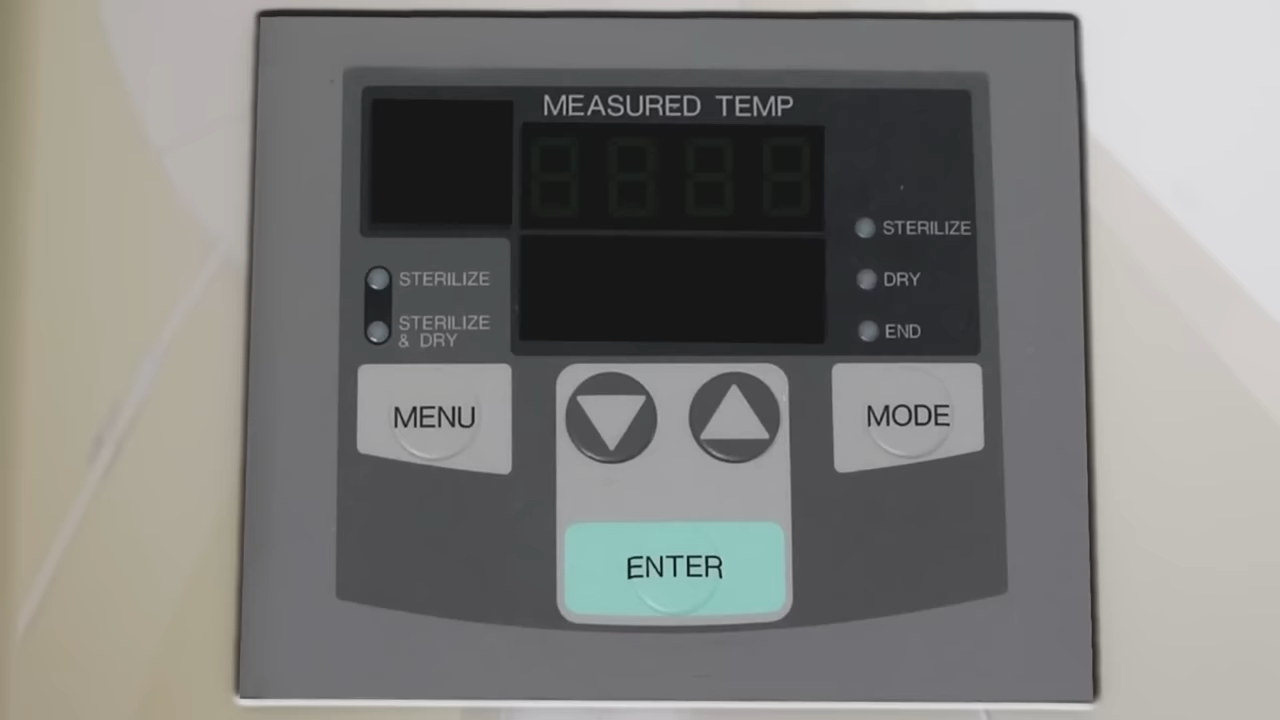 MEASURED TEMP
STERILIZE
DRY
END
STERILIZE
STERILIZE
& DRY
MENU
MODE
ENTER